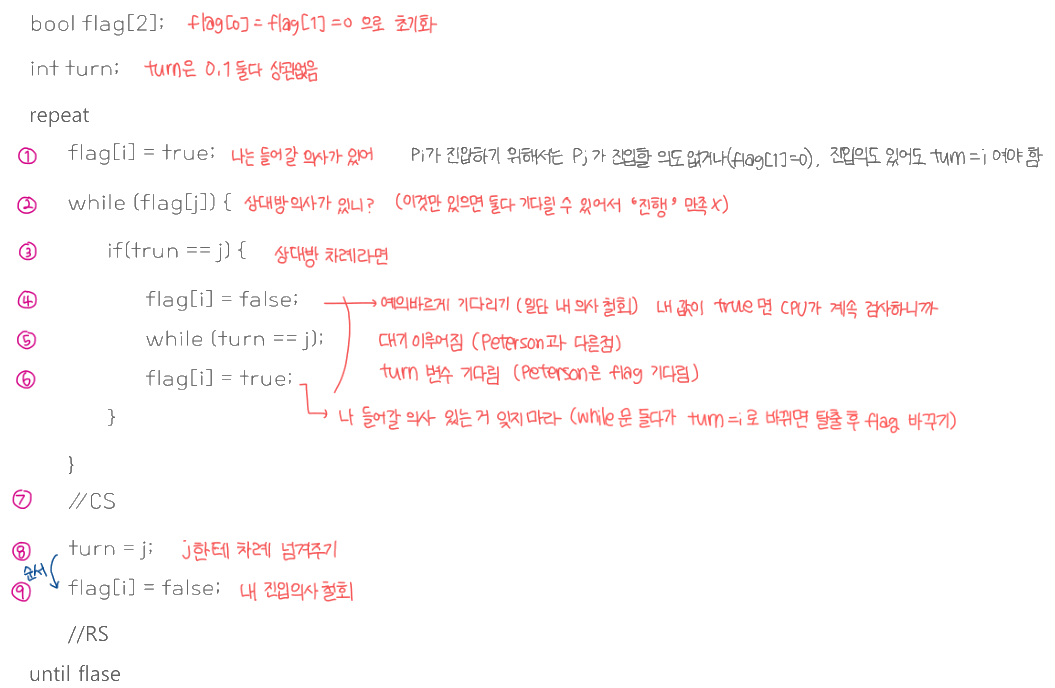 bool flag[2]; flag[0] = flag[1] = 0 으로 초기화
int turn; turn은 0,1 둘다 상관없음
repeat
① flag[i] = true; 나는 들어갈 의사가 있어 Pi가 진입하기 위해서는 Pj가 진입할 의도 없거나(flag[1]=0), 진입의도 있어도 turn=i 여야 함
② while (flag[j]) { 상대방의사가 있니? (이것만 있으면 둘다 기다릴 수 있어서 '진행' 만족 X)
③ if(trun == j) { 상대방 차례라면
④ flag[i] = false; → 예의바르게 기다리기 (일단 내 의사 철회) 내 값이 true면 CPU가 계속 검사하니까
⑤ while (turn == j); 대기 이루어짐 (Peterson과 다른점)
⑥ flag[i] = true; turn 변수 기다림 (Peterson은 flag 기다림)
} → 나 들어갈 의사 있는거 잊지마라 (while문 돌다가 turn=i로 바뀌면 탈출 후 flag 바꾸기)
}
⑦ //CS
⑧ turn = j; j한테 차례 넘겨주기
순서
⑨ flag[i] = false; 내 진입의사 철회
//RS
until flase